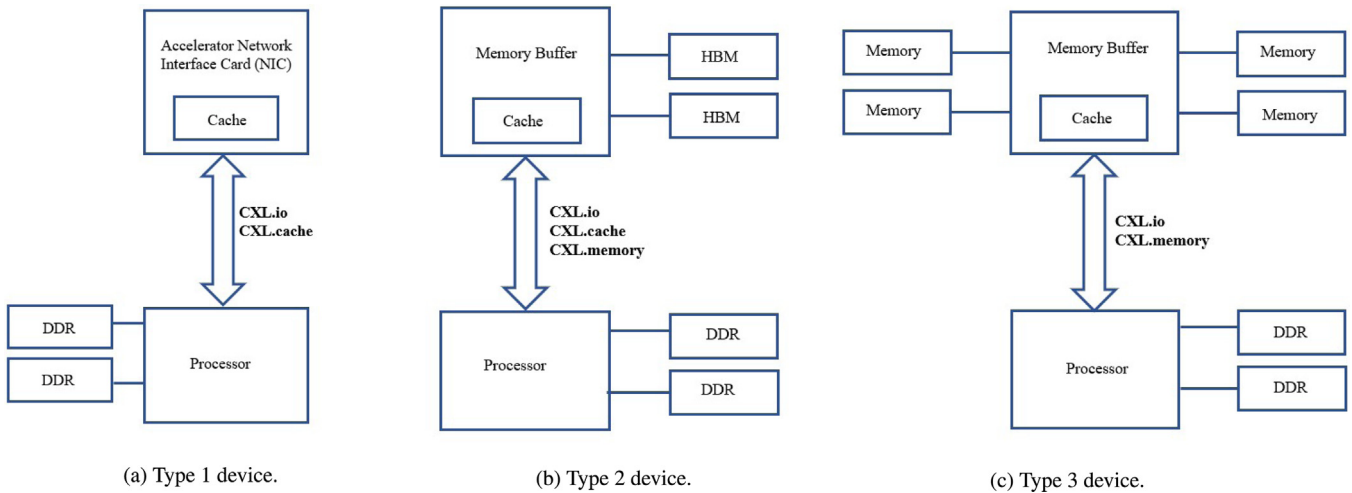 Accelerator Network
Interface Card (NIC)
Cache
CXL.io
CXL.cache
DDR
DDR
Processor
(a) Type 1 device.
Memory Buffer
Cache
HBM
HBM
CXL.io
CXL.cache
CXL.memory
Processor
DDR
DDR
(b) Type 2 device.
Memory
Memory
Memory Buffer
Cache
Memory
Memory
CXL.io
CXL.memory
Processor
DDR
DDR
(c) Type 3 device.